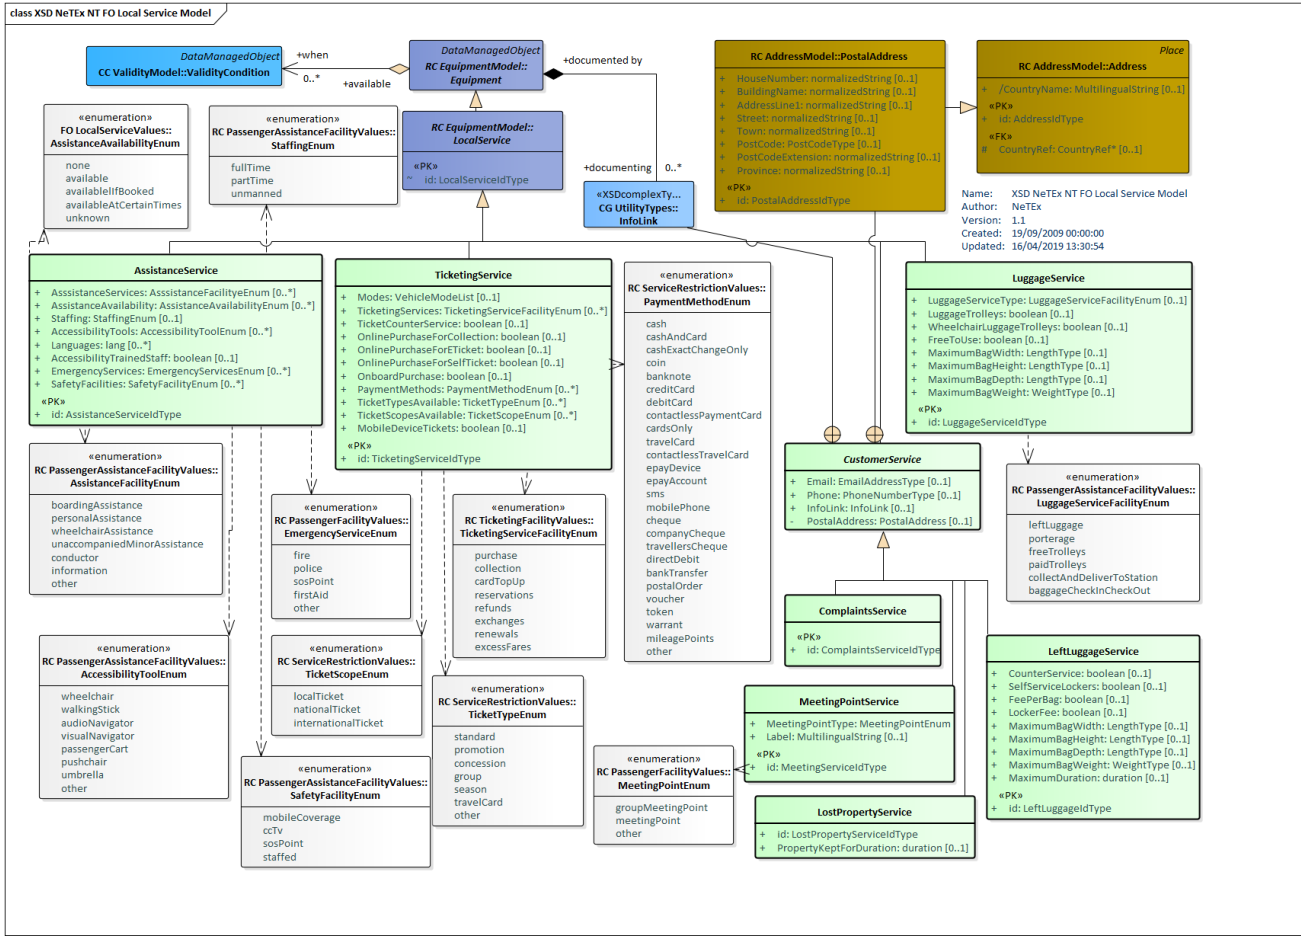 class XSD NeTEx NT FO Local Service Model
DataManagedObject
CC ValidityModel::ValidityCondition
+when
0..*
+available
DataManagedObject
RC EquipmentModel::
Equipment
+documented by
+documenting
0..*
RC EquipmentModel::
LocalService
«PK»
~ id: LocalServiceIdType
«XSDcomplexTy...
CG UtilityTypes::
InfoLink
RC AddressModel::PostalAddress
+ HouseNumber: normalizedString [0..1]
+ BuildingName: normalizedString [0..1]
+ AddressLine1: normalizedString [0..1]
+ Street: normalizedString [0..1]
+ Town: normalizedString [0..1]
+ PostCode: PostCodeType [0..1]
+ PostCodeExtension: normalizedString [0..1]
+ Province: normalizedString [0..1]
«PK»
+ id: PostalAddressIdType
Place
RC AddressModel::Address
+ /CountryName: MultilingualString [0..1]
«PK»
+ id: AddressIdType
«FK»
# CountryRef: CountryRef* [0..1]
Name: XSD NeTEx NT FO Local Service Model
Author: NeTEx
Version: 1.1
Created: 19/09/2009 00:00:00
Updated: 16/04/2019 13:30:54
«enumeration»
FO LocalServiceValues::
AssistanceAvailabilityEnum
none
available
availableIfBooked
availableAtCertainTimes
unknown
«enumeration»
RC PassengerAssistanceFacilityValues::
StaffingEnum
fullTime
partTime
unmanned
AssistanceService
+ AsssistanceServices: AsssistanceFacilityeEnum [0..*]
+ AssistanceAvailability: AssistanceAvailabilityEnum [0..*]
+ Staffing: StaffingEnum [0..1]
+ AccessibilityTools: AccessibilityToolEnum [0..*]
+ Languages: lang [0..*]
+ AccessibilityTrainedStaff: boolean [0..1]
+ EmergencyServices: EmergencyServicesEnum [0..*]
+ SafetyFacilities: SafetyFacilityEnum [0..*]
«PK»
+ id: AssistanceServiceIdType
TicketingService
+ Modes: VehicleModeList [0..1]
+ TicketingServices: TicketingServiceFacilityEnum [0..*]
+ TicketCounterService: boolean [0..1]
+ OnlinePurchaseForCollection: boolean [0..1]
+ OnlinePurchaseForETicket: boolean [0..1]
+ OnlinePurchaseForSelfTicket: boolean [0..1]
+ OnboardPurchase: boolean [0..1]
+ PaymentMethods: PaymentMethodEnum [0..*]
+ TicketTypesAvailable: TicketTypeEnum [0..*]
+ TicketScopesAvailable: TicketScopeEnum [0..*]
+ MobileDeviceTickets: boolean [0..1]
«PK»
+ id: TicketingServiceIdType
«enumeration»
RC ServiceRestrictionValues::
PaymentMethodEnum
cash
cashAndCard
cashExactChangeOnly
coin
banknote
creditCard
debitCard
contactlessPaymentCard
cardsOnly
travelCard
contactlessTravelCard
epayDevice
epayAccount
sms
mobilePhone
cheque
companyCheque
travellersCheque
directDebit
bankTransfer
postalOrder
voucher
token
warrant
mileagePoints
other
LuggageService
+ LuggageServiceType: LuggageServiceFacilityEnum [0..1]
+ LuggageTrolleys: boolean [0..1]
+ WheelchairLuggageTrolleys: boolean [0..1]
+ FreeToUse: boolean [0..1]
+ MaximumBagWidth: LengthType [0..1]
+ MaximumBagHeight: LengthType [0..1]
+ MaximumBagDepth: LengthType [0..1]
+ MaximumBagWeight: WeightType [0..1]
«PK»
+ id: LuggageServiceIdType
CustomerService
+ Email: EmailAddressType [0..1]
+ Phone: PhoneNumberType [0..1]
+ InfoLink: InfoLink [0..1]
- PostalAddress: PostalAddress [0..1]
«enumeration»
RC PassengerAssistanceFacilityValues::
LuggageServiceFacilityEnum
leftLuggage
porterage
freeTrolleys
paidTrolleys
collectAndDeliverToStation
baggageCheckInCheckOut
«enumeration»
RC PassengerAssistanceFacilityValues::
AssistanceFacilityEnum
boardingAssistance
personalAssistance
wheelchairAssistance
unaccompaniedMinorAssistance
conductor
information
other
«enumeration»
RC PassengerFacilityValues::
EmergencyServiceEnum
fire
police
sosPoint
firstAid
other
«enumeration»
RC TicketingFacilityValues::
TicketingServiceFacilityEnum
purchase
collection
cardTopUp
reservations
refunds
exchanges
renewals
excessFares
«enumeration»
RC PassengerAssistanceFacilityValues::
AccessibilityToolEnum
wheelchair
walkingStick
audioNavigator
visualNavigator
passengerCart
pushchair
umbrella
other
«enumeration»
RC ServiceRestrictionValues::
TicketScopeEnum
localTicket
nationalTicket
internationalTicket
«enumeration»
RC ServiceRestrictionValues::
TicketTypeEnum
standard
promotion
concession
group
season
travelCard
other
«enumeration»
RC PassengerAssistanceFacilityValues::
SafetyFacilityEnum
mobileCoverage
ccTv
sosPoint
staffed
«enumeration»
RC PassengerFacilityValues::
MeetingPointEnum
groupMeetingPoint
meetingPoint
other
ComplaintsService
«PK»
+ id: ComplaintsServiceIdType
MeetingPointService
+ MeetingPointType: MeetingPointEnum
+ Label: MultilingualString [0..1]
«PK»
+ id: MeetingServiceIdType
LostPropertyService
+ id: LostPropertyServiceIdType
+ PropertyKeptForDuration: duration [0..1]
LeftLuggageService
+ CounterService: boolean [0..1]
+ SelfServiceLockers: boolean [0..1]
+ FeePerBag: boolean [0..1]
+ LockerFee: boolean [0..1]
+ MaximumBagWidth: LengthType [0..1]
+ MaximumBagHeight: LengthType [0..1]
+ MaximumBagDepth: LengthType [0..1]
+ MaximumBagWeight: WeightType [0..1]
+ MaximumDuration: duration [0..1]
«PK»
+ id: LeftLuggageIdType